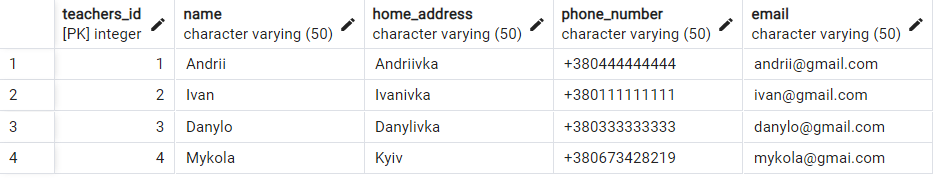 teachers_id name home_address phone_number email
[PK] integer character varying (50) character varying (50) character varying (50) character varying (50)
1 1 Andrii Andriivka +380444444444 andrii@gmail.com
2 2 Ivan Ivanivka +380111111111 ivan@gmail.com
3 3 Danylo Danylivka +380333333333 danylo@gmail.com
4 4 Mykola Kyiv +380673428219 mykola@gmai.com